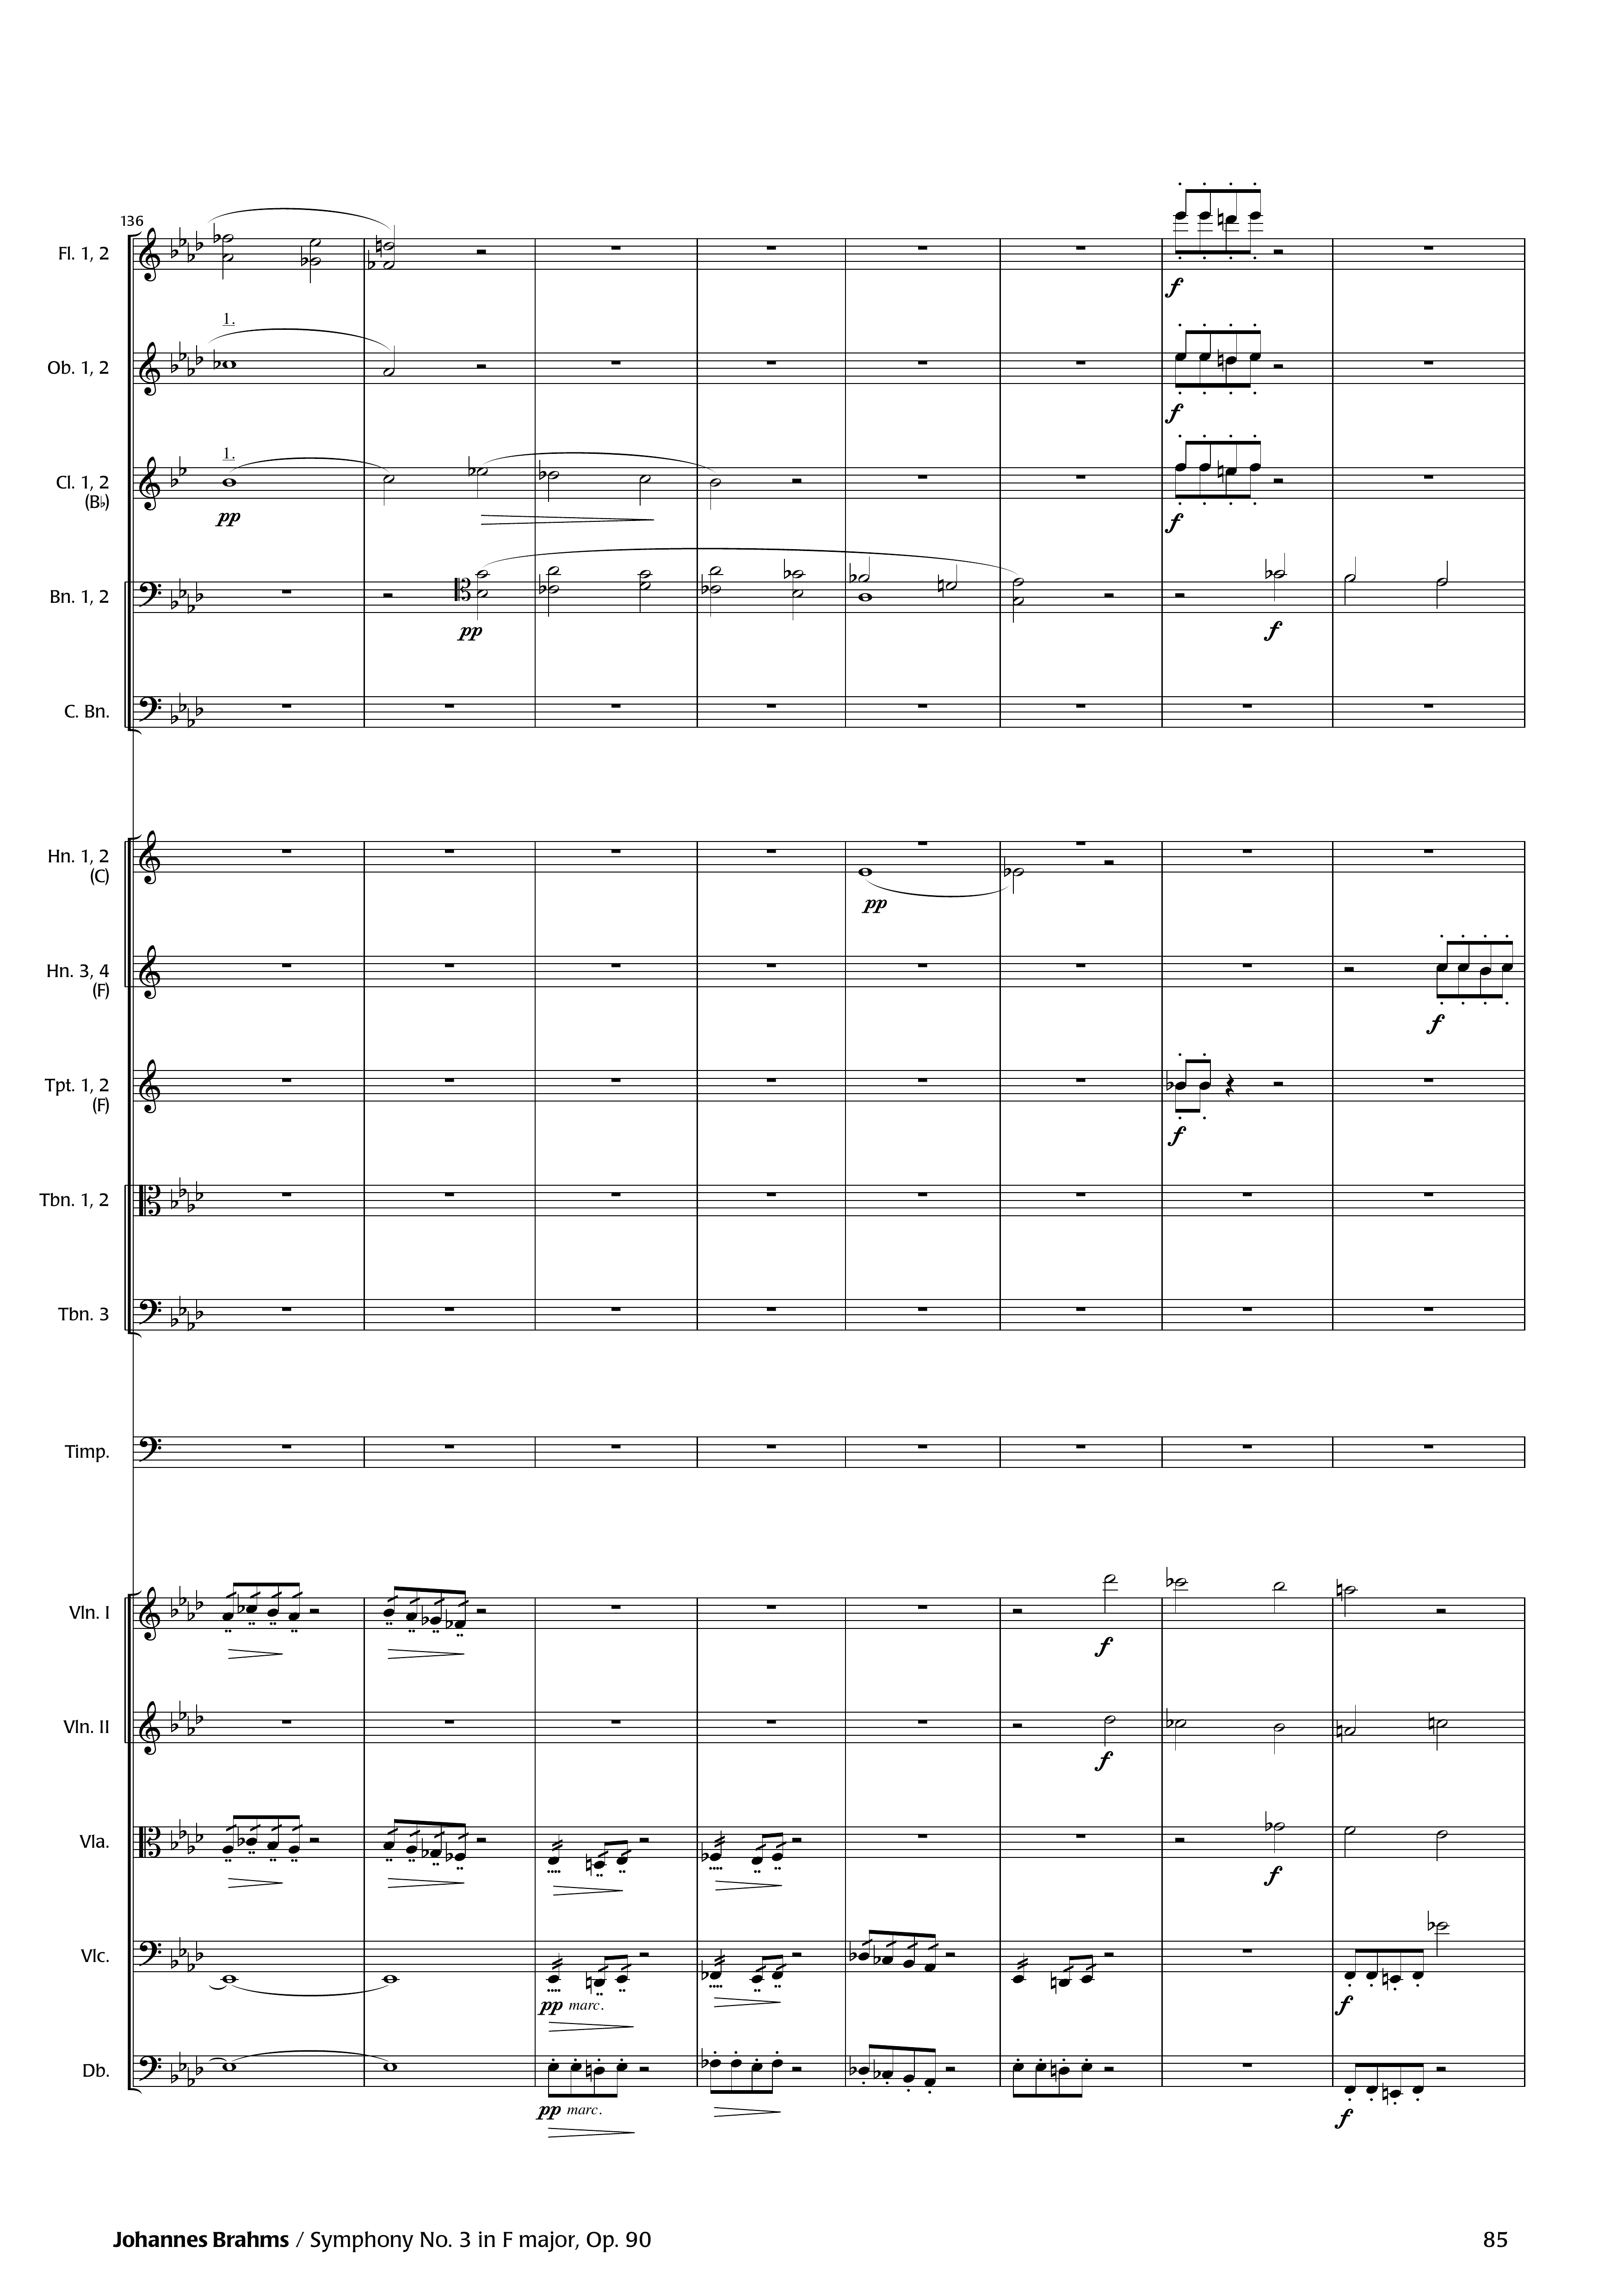 136
Fl. 1, 2
1.
Ob. 1, 2
1.
Cl. 1, 2
(B♭)
pp
f
f
f
Bn. 1, 2
pp
f
C. Bn.
Hn. 1, 2
(C)
pp
Hn. 3, 4
(F)
f
Tpt. 1, 2
(F)
f
Tbn. 1, 2
Tbn. 3
Timp.
Vln. I
f
Vln. II
f
Vla.
f
Vlc.
pp marc.
f
Db.
pp marc.
f
Johannes Brahms / Symphony No. 3 in F major, Op. 90
85